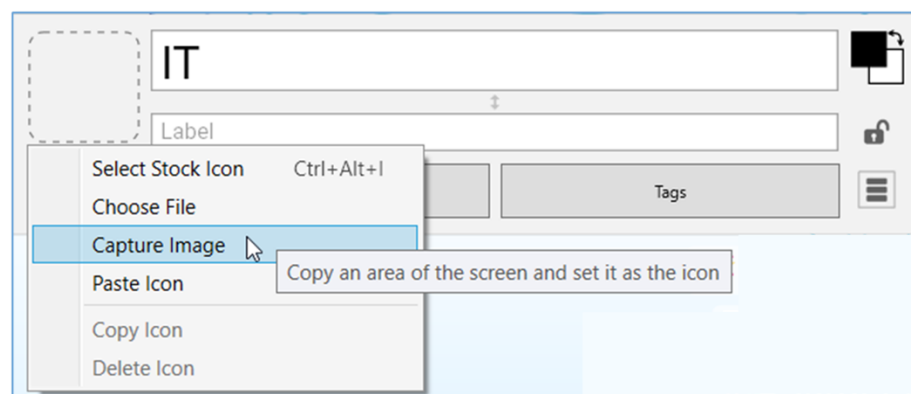 IT
Label
Tags
Select Stock Icon Ctrl+Alt+I
Choose File
Capture Image
Copy an area of the screen and set it as the icon
Paste Icon
Copy Icon
Delete Icon